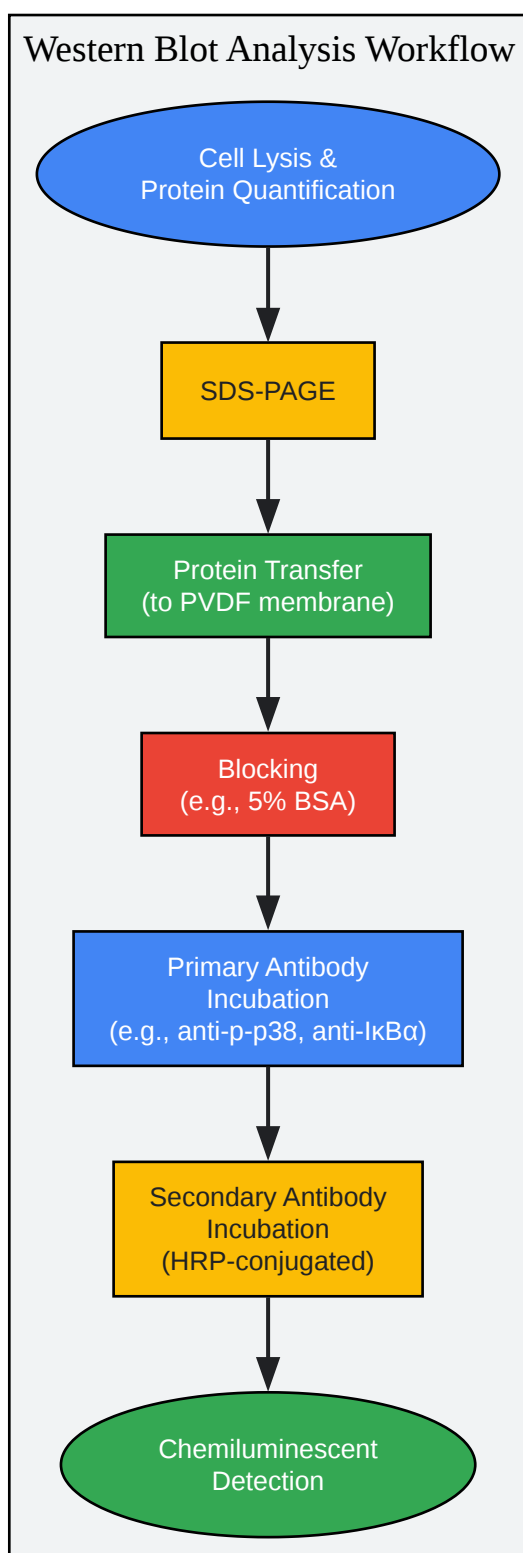 Western Blot Analysis Workflow
Cell Lysis &
Protein Quantification
SDS-PAGE
Protein Transfer
(to PVDF membrane)
Blocking
(e.g., 5% BSA)
Primary Antibody
Incubation
(e.g., anti-p-p38, anti-IκBα)
Secondary Antibody
Incubation
(HRP-conjugated)
Chemiluminescent
Detection